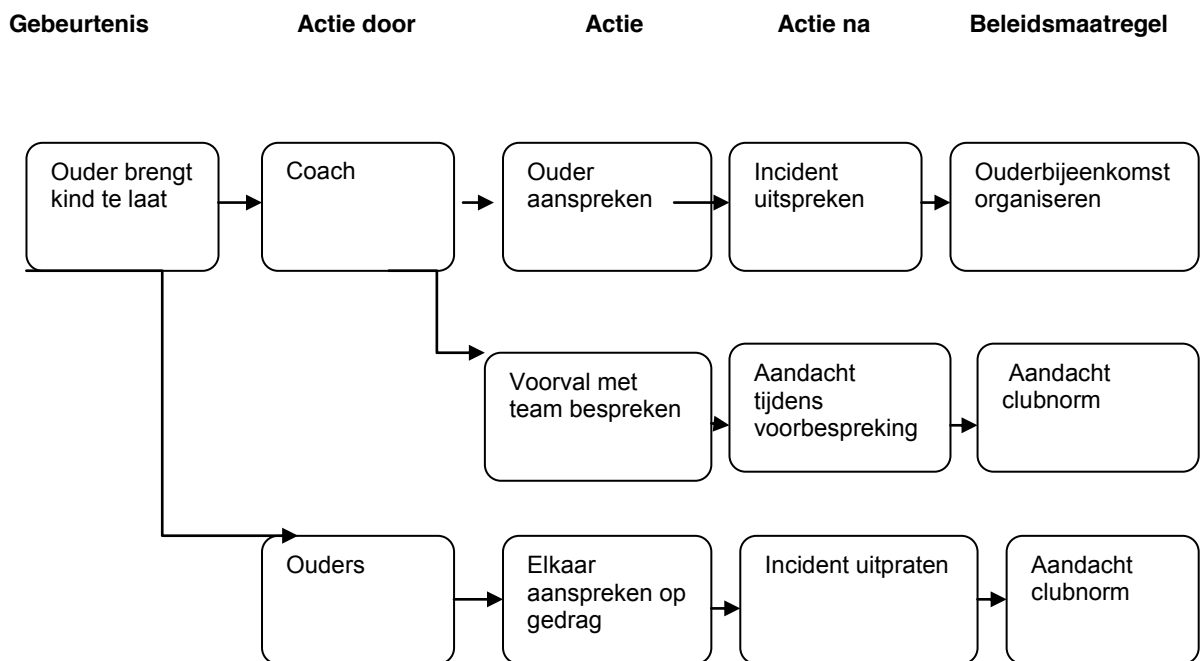 Gebeurtenis Actie door Actie Actie na Beleidsmaatregel
Ouder brengt
kind te laat
Coach
Ouder
aanspreken
Incident
uitspreken
Ouderbijeenkomst
organiseren
Voorval met
team bespreken
Aandacht
tijdens
voorbespreking
Aandacht
clubnorm
Ouders
Elkaar
aanspreken op
gedrag
Incident uitpraten
Aandacht
clubnorm